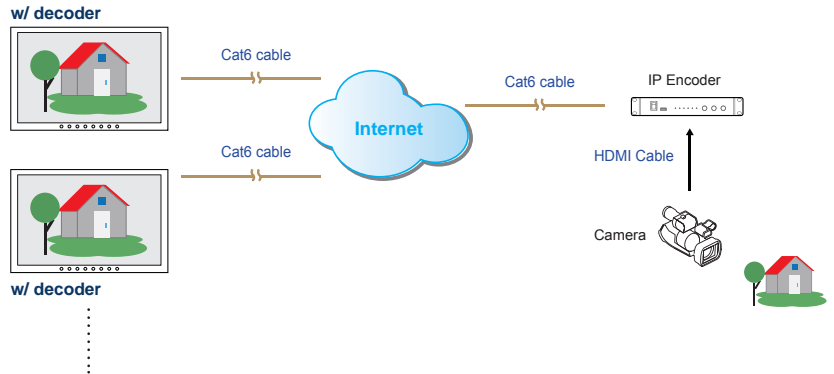 w/ decoder
Cat6 cable
Cat6 cable
IP Encoder
Internet
Cat6 cable
HDMI Cable
Camera
w/ decoder